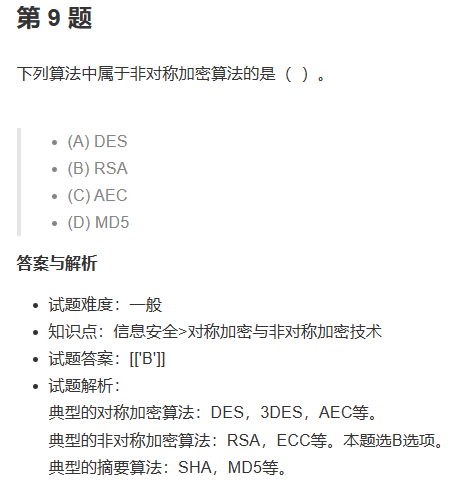 第 9 题
下列算法中属于非对称加密算法的是（ ）。
(A) DES
(B) RSA
(C) AEC
(D) MD5
答案与解析
试题难度：一般
知识点：信息安全>对称加密与非对称加密技术
试题答案：[['B']]
试题解析：
典型的对称加密算法：DES，3DES，AEC等。
典型的非对称加密算法：RSA，ECC等。本题选B选项。
典型的摘要算法：SHA，MD5等。